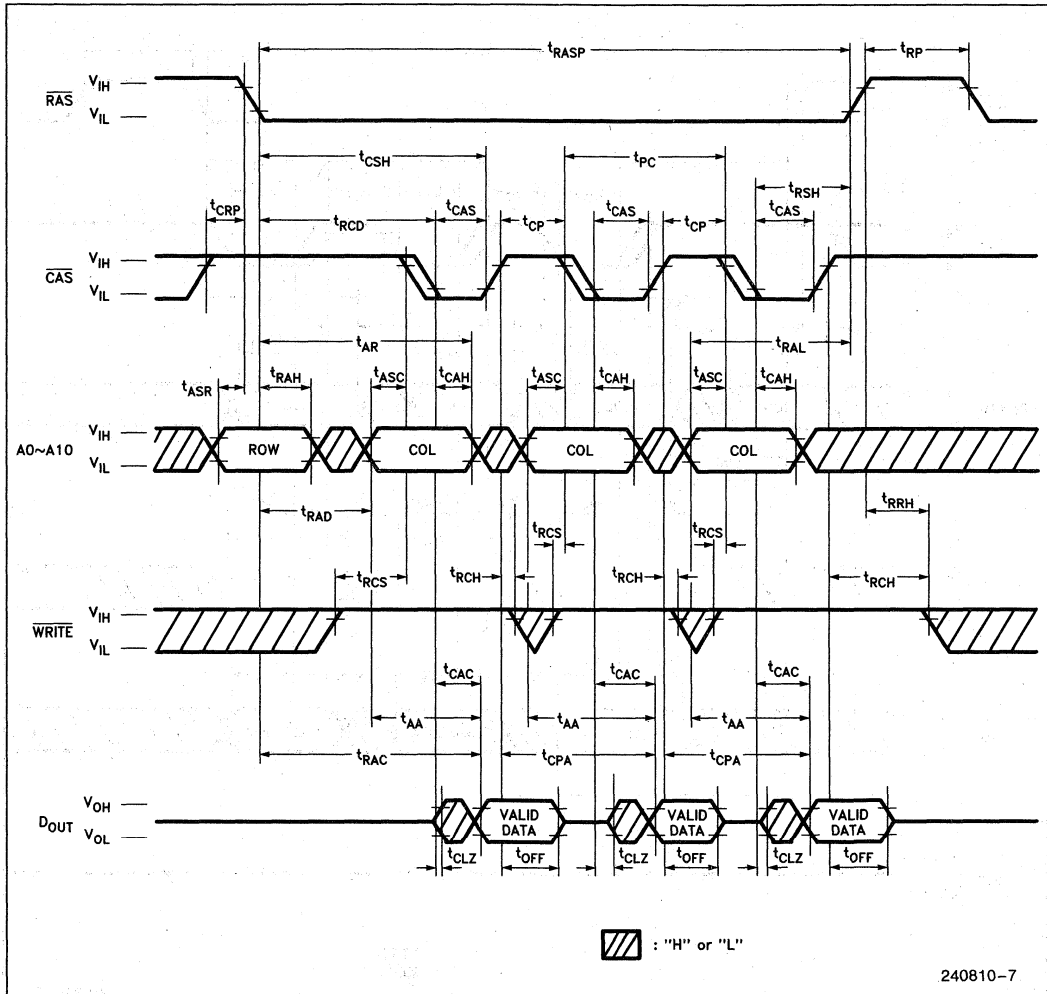 tRASP tRP
RAS VIH
VIL
tCSH tPC
tRSH
tCRP tRCD tCAS tCP tCAS tCP tCAS
CAS VIH
VIL
tAR tRAL
tASR tRAH tASC tCAH tASC tCAH tASC tCAH
A0~A10 VIH
VIL
ROW COL COL COL
tRAD tRRH
tRCS tRCS
tRCS tRCH tRCH tRCH
WRITE VIH
VIL
tCAC tCAC tCAC
tAA tAA tAA
tRAC tCPA tCPA
DOUT VOH
VOL
VALID DATA VALID DATA VALID DATA
tCLZ tOFF tCLZ tOFF tCLZ tOFF
: "H" or "L"
240810-7